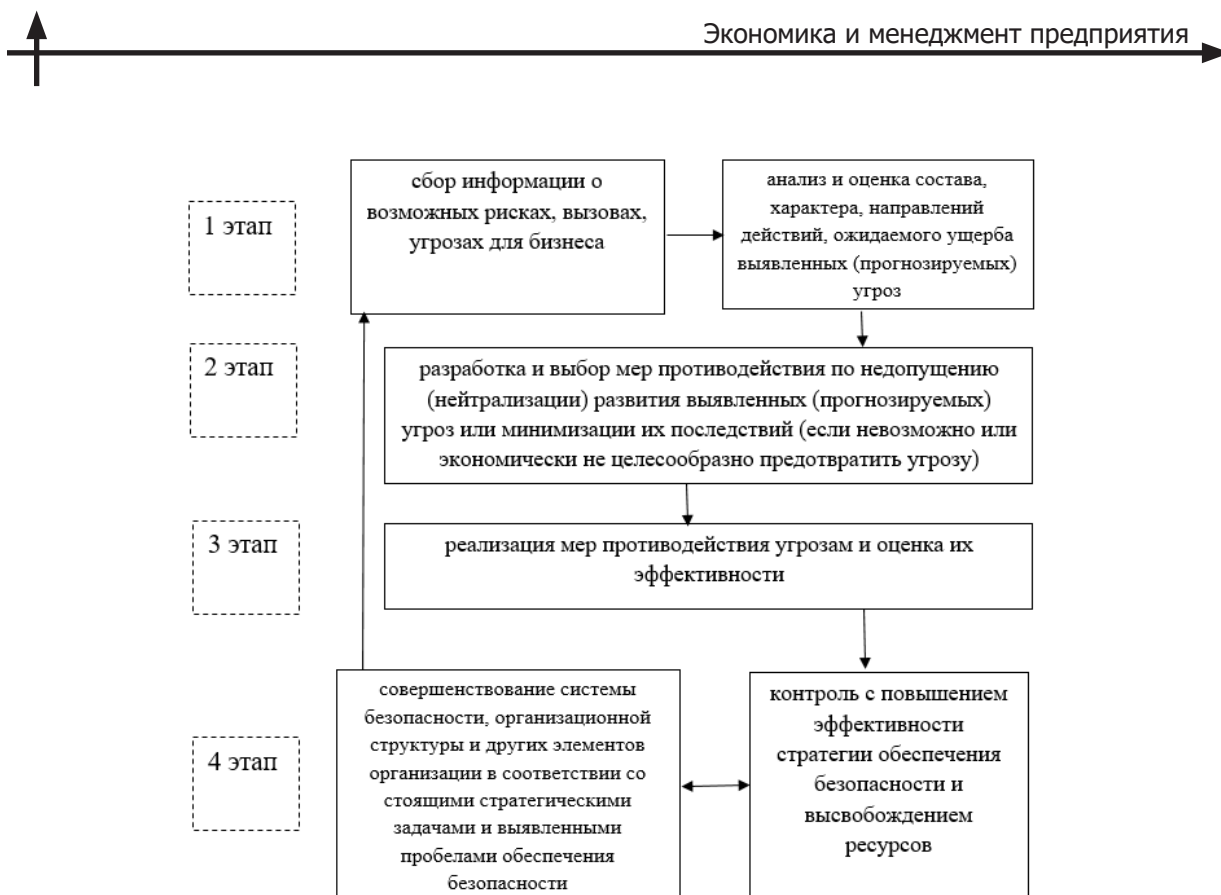 Экономика и менеджмент предприятия
1 этап
сбор информации о
возможных рисках, вызовах,
угрозах для бизнеса
анализ и оценка состава,
характера, направлений
действий, ожидаемого ущерба
выявленных (прогнозируемых)
угроз
2 этап
разработка и выбор мер противодействия по недопущению
(нейтрализации) развития выявленных (прогнозируемых)
угроз или минимизации их последствий (если невозможно или
экономически не целесообразно предотвратить угрозу)
3 этап
реализация мер противодействия угрозам и оценка их
эффективности
4 этап
совершенствование системы
безопасности, организационной
структуры и других элементов
организации в соответствии со
стоящими стратегическими
задачами и выявленными
пробелами обеспечения
безопасности
контроль с повышением
эффективности
стратегии обеспечения
безопасности и
высвобождением
ресурсов